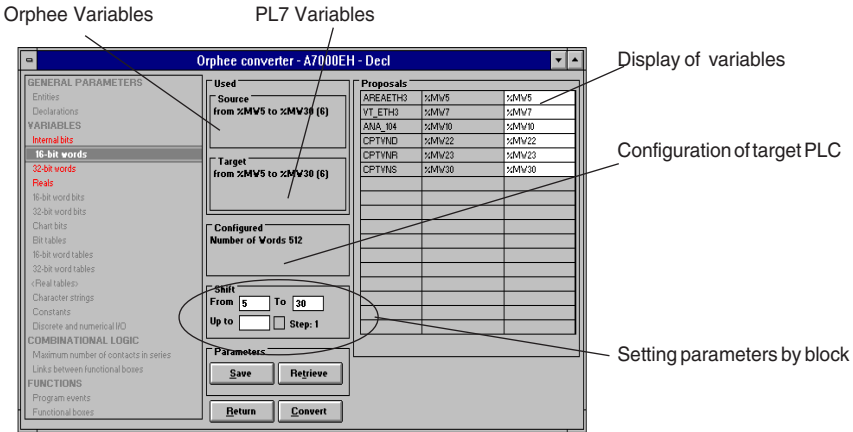 Orphee Variables
PL7 Variables
Orphee converter - A7000EH - Decl
Display of variables
GENERAL PARAMETERS
Entities
Declarations
VARIABLES
Internal bits
16-bit words
32-bit words
Reals
16-bit word bits
32-bit word bits
Chart bits
Bit tables
16-bit word tables
32-bit word tables
<Real tables>
Character strings
Constants
Discrete and numerical I/O
COMBINATIONAL LOGIC
Maximum number of contacts in series
Links between functional boxes
FUNCTIONS
Program events
Functional boxes
Used
Source
from %MW5 to %MW30 (6)
Target
from %MW5 to %MW30 (6)
Configured
Number of Words 512
Shift
From 5 To 30
Up to Step: 1
Parameters
Save Retrieve
Return Convert
Proposals
AREAETH3 %MW5 %MW5
VT_ETH3 %MW7 %MW7
ANA_104 %MW10 %MW10
CPTVND %MW22 %MW22
CPTVNR %MW23 %MW23
CPTVNS %MW30 %MW30
Configuration of target PLC
Setting parameters by block